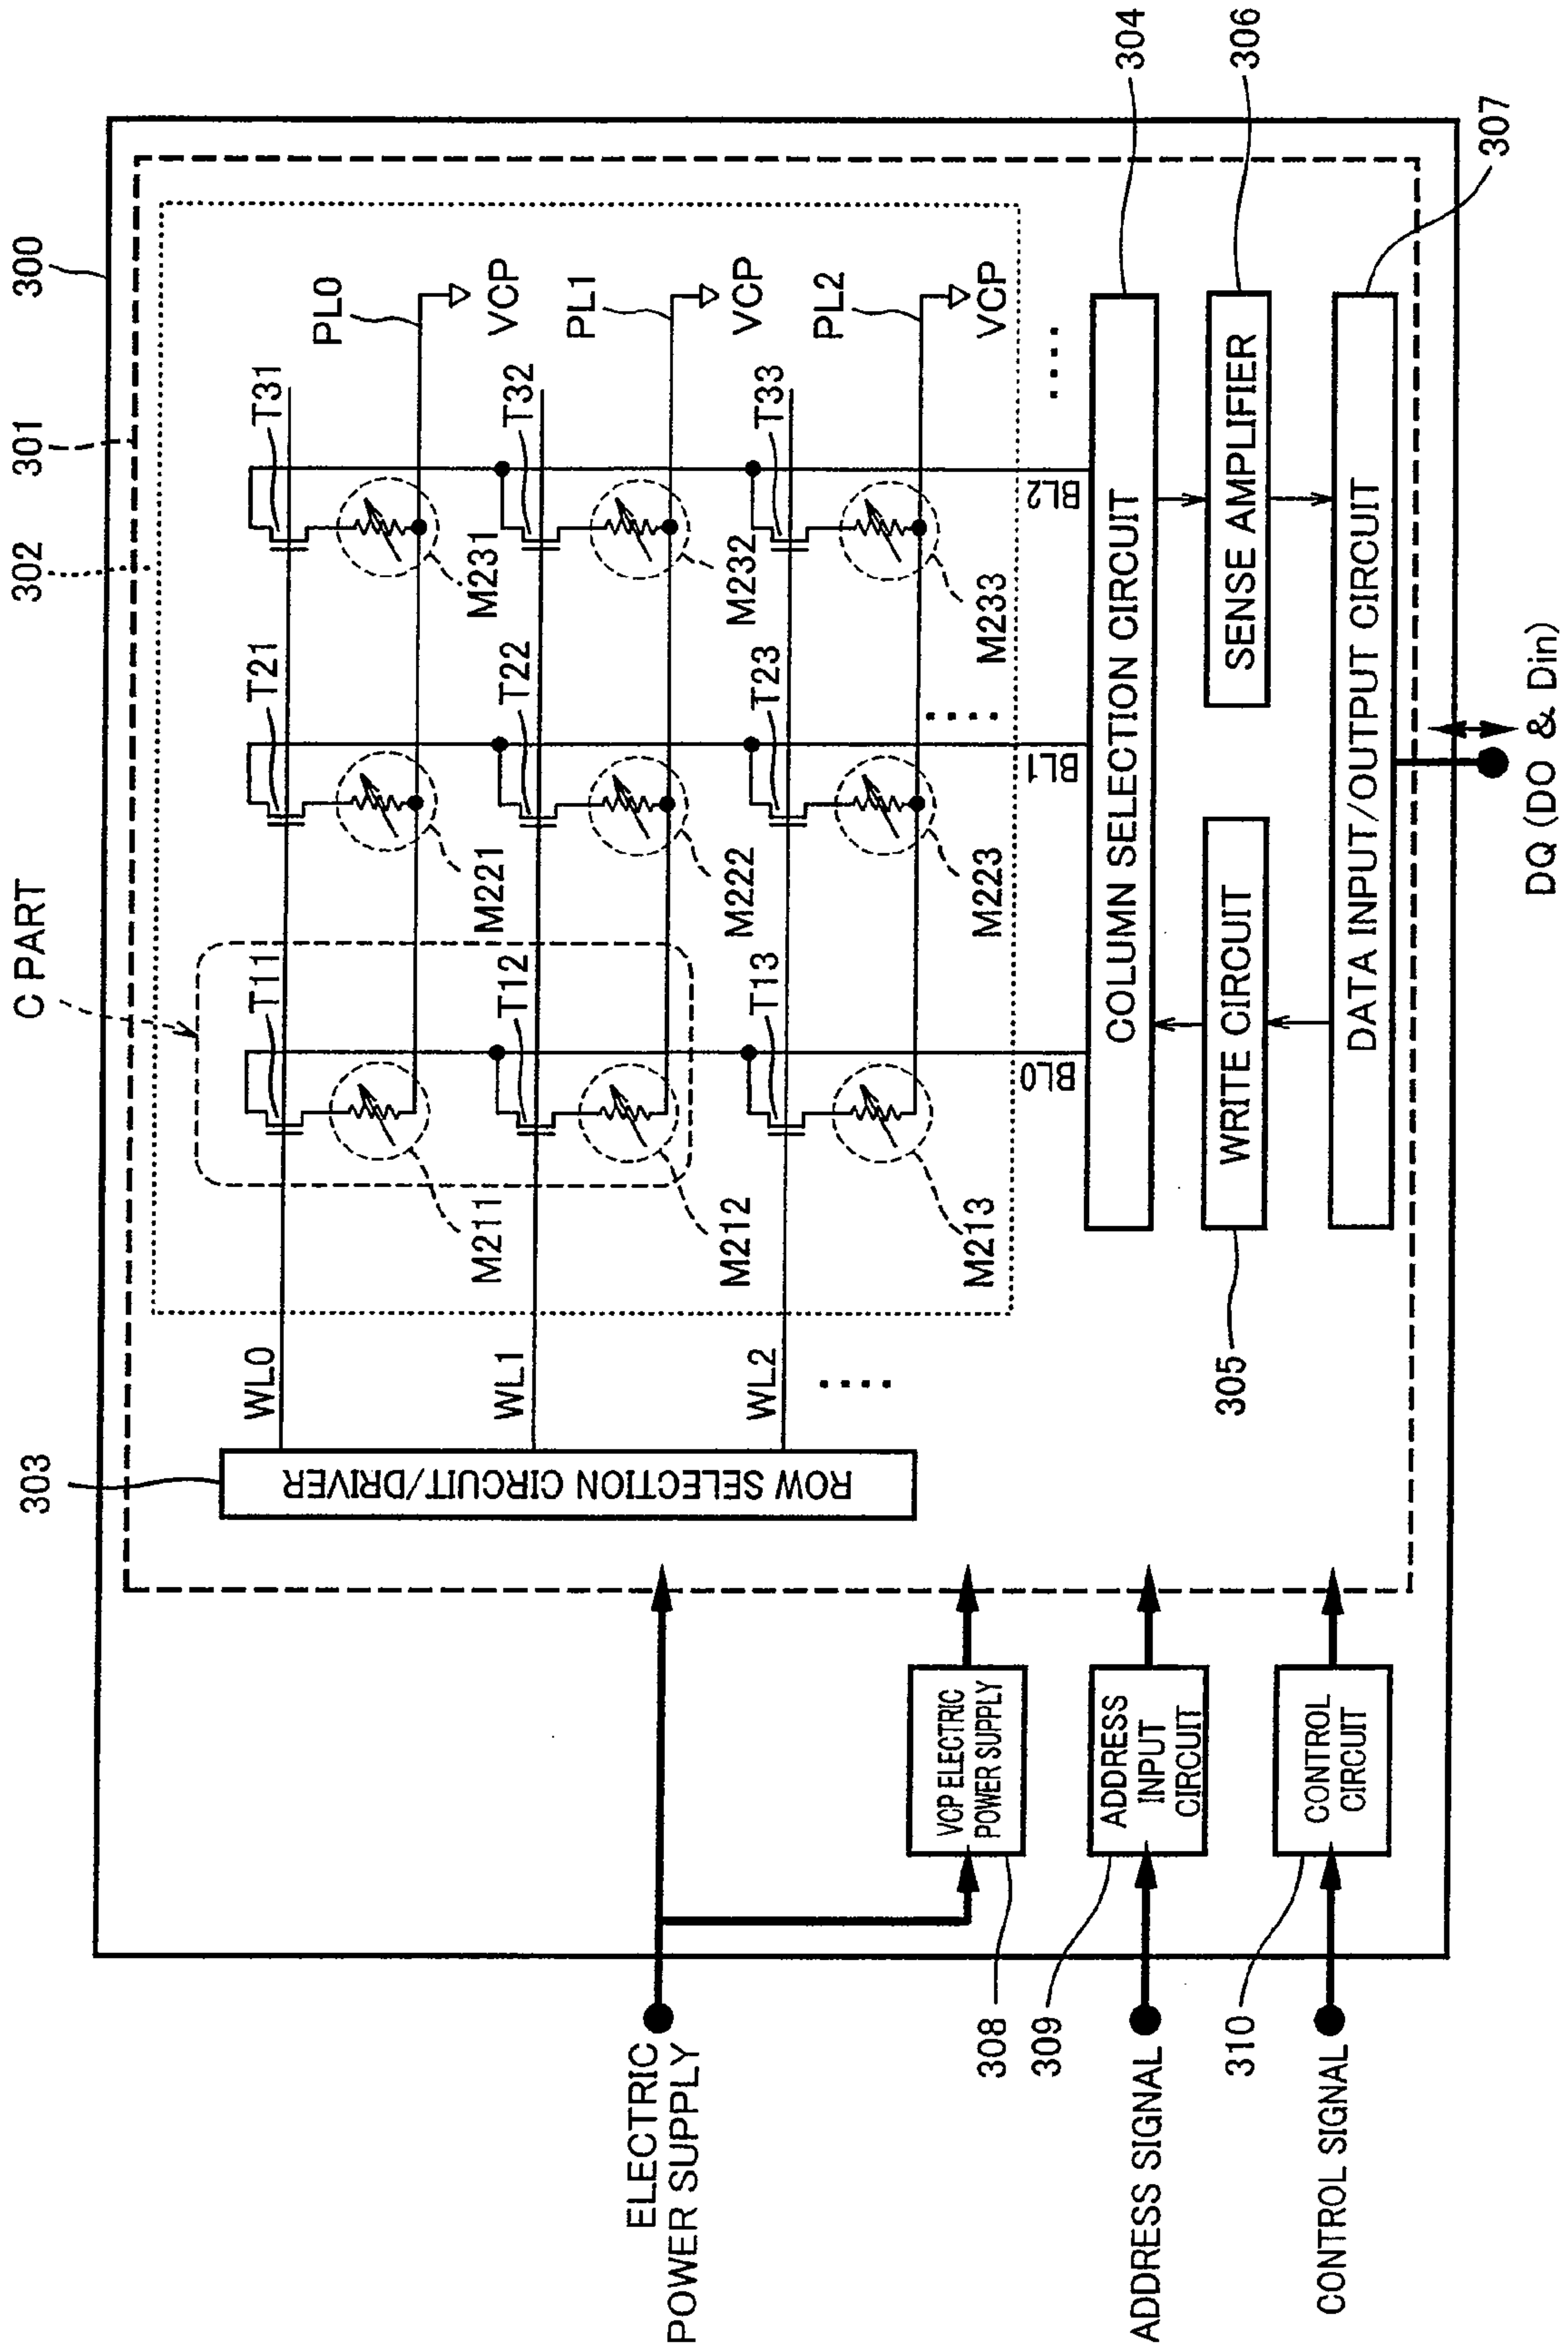 300
301
302
C PART
303
ROW SELECTION CIRCUIT/DRIVER
WL0
WL1
WL2
....
T11
T21
T31
PL0
VCP
M211
M221
M231
T12
T22
T32
PL1
VCP
M212
M222
M232
T13
T23
T33
PL2
VCP
M213
M223
M233
....
....
BL0
BL1
BL2
COLUMN SELECTION CIRCUIT
304
WRITE CIRCUIT
305
SENSE AMPLIFIER
306
DATA INPUT/OUTPUT CIRCUIT
307
DQ (DO & Din)
ELECTRIC
POWER SUPPLY
VCP ELECTRIC
POWER SUPPLY
308
ADDRESS SIGNAL
ADDRESS
INPUT
CIRCUIT
309
CONTROL SIGNAL
CONTROL
CIRCUIT
310